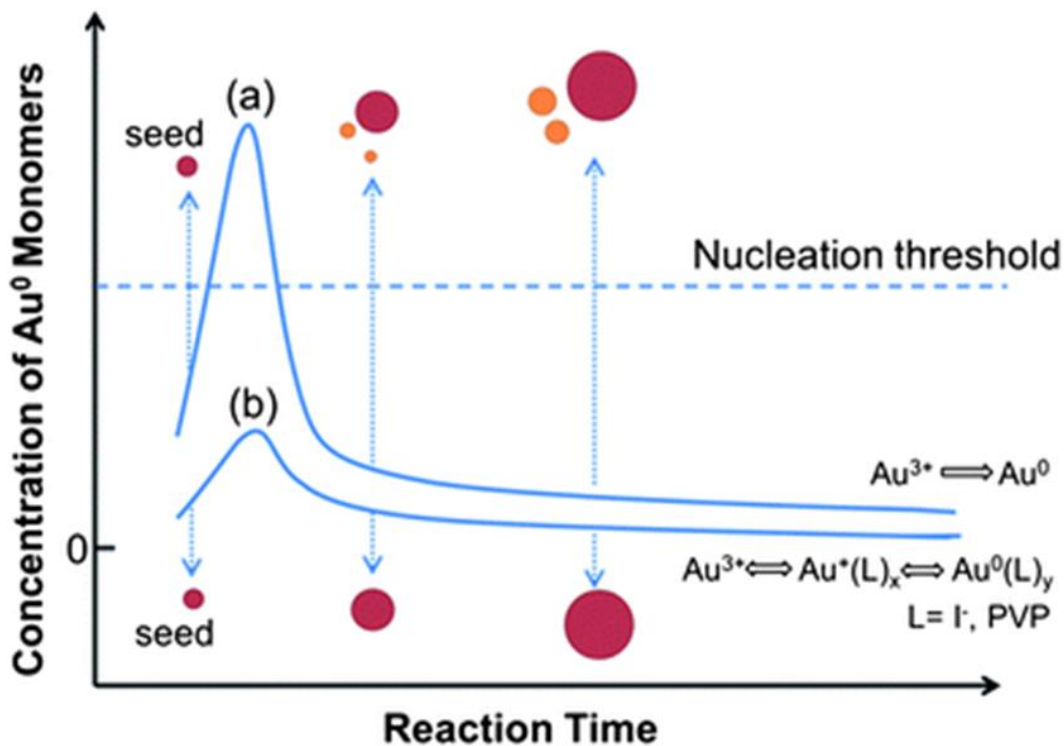 Concentration of Au⁰ Monomers
(a)
seed
Nucleation threshold
(b)
Au³⁺ ⟹ Au⁰
0
Au³⁺⟺ Au⁺(L)ₓ⟺ Au⁰(L)ᵧ
L= I⁻, PVP
seed
Reaction Time